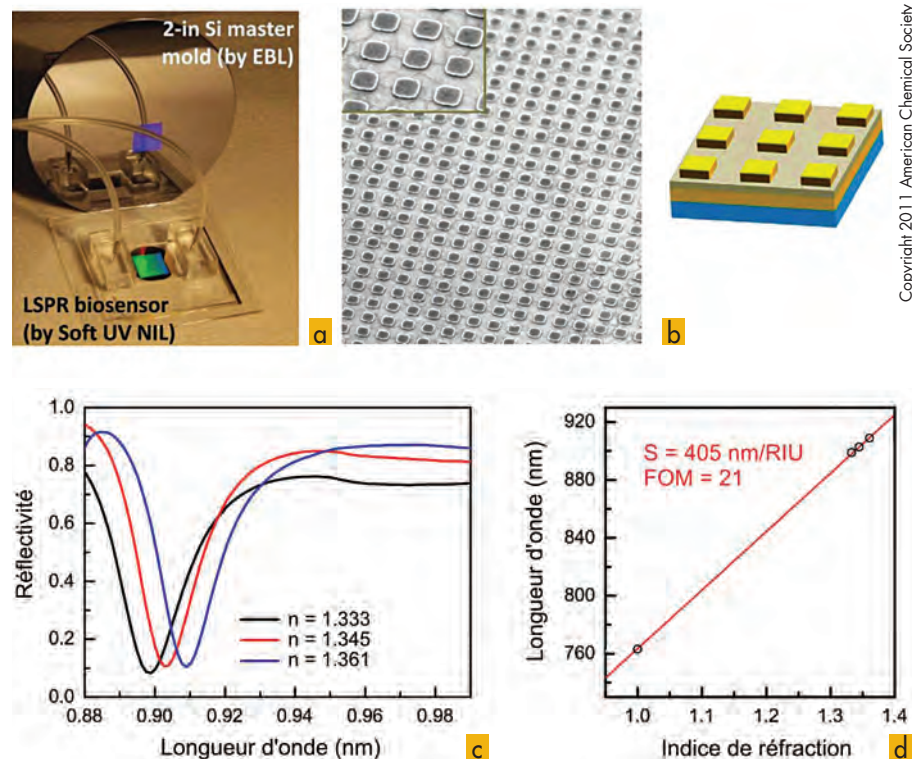 2-in Si master
mold (by EBL)
LSPR biosensor
(by Soft UV NIL)
a
b
Copyright 2011 American Chemical Society
1.0
0.8
0.6
0.4
0.2
0.0
Réflectivité
n = 1.333
n = 1.345
n = 1.361
0.88 0.90 0.92 0.94 0.96 0.98
Longueur d'onde (nm)
c
920
880
840
800
760
Longueur d'onde (nm)
S = 405 nm/RIU
FOM = 21
1.0 1.1 1.2 1.3 1.4
Indice de réfraction
d